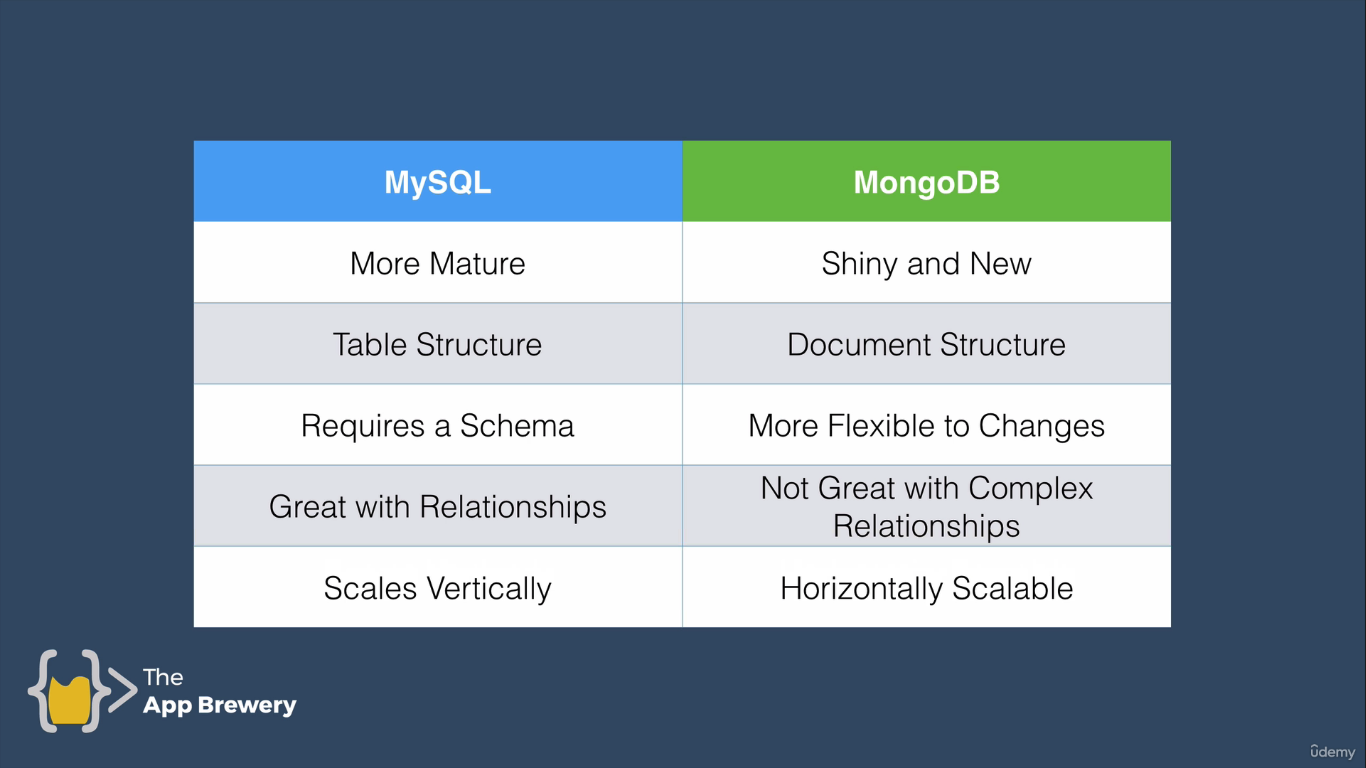 MySQL
MongoDB
More Mature
Shiny and New
Table Structure
Document Structure
Requires a Schema
More Flexible to Changes
Great with Relationships
Not Great with Complex
Relationships
Scales Vertically
Horizontally Scalable
The
App Brewery
ûdemy